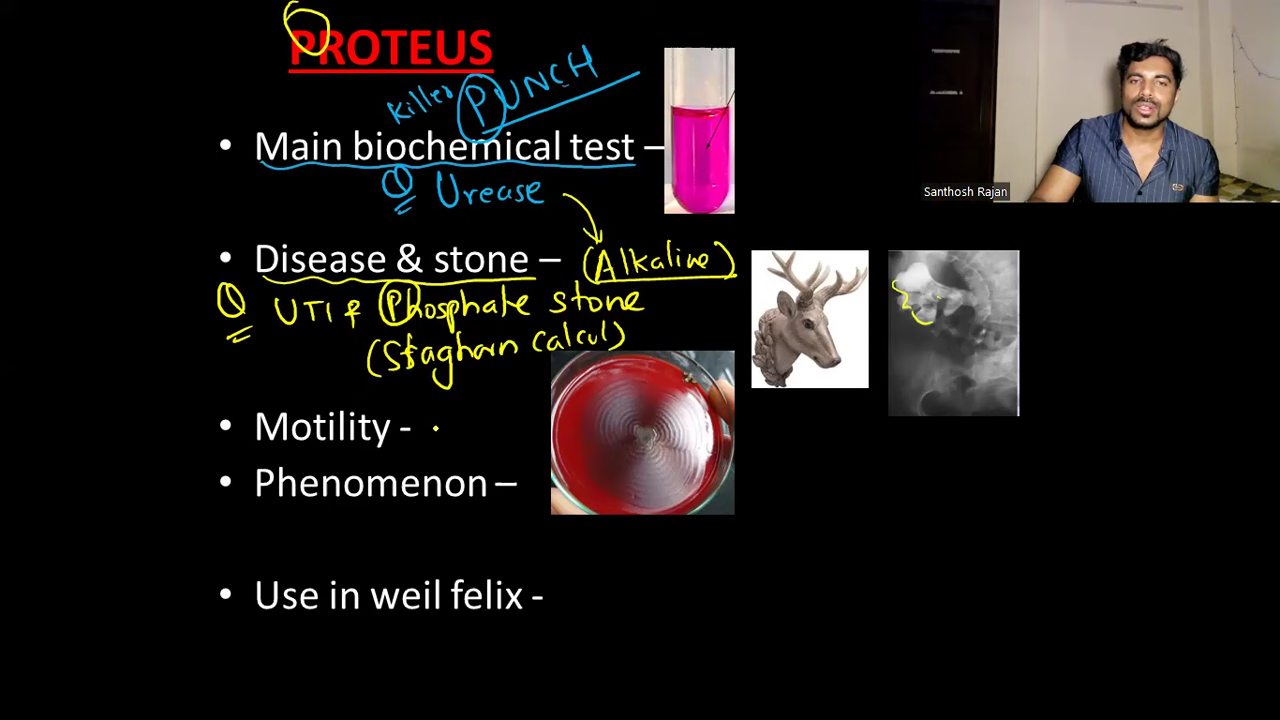 PROTEUS
Killer PUNCH
• Main biochemical test –
Q Urease
• Disease & stone – (Alkaline)
Q UTI & Phosphate stone
(Staghorn Calcul)
• Motility -
• Phenomenon –
• Use in weil felix -
Santhosh Rajan